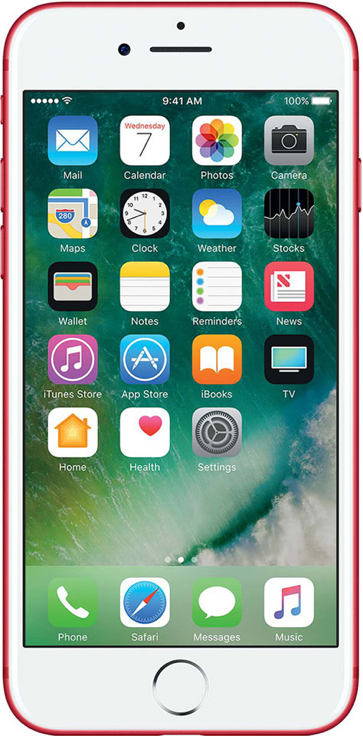 9:41 AM 100%
Wednesday
7
280
Mail Calendar Photos Camera
Maps Clock Weather Stocks
Wallet Notes Reminders News
iTunes Store App Store iBooks TV
Home Health Settings
Phone Safari Messages Music